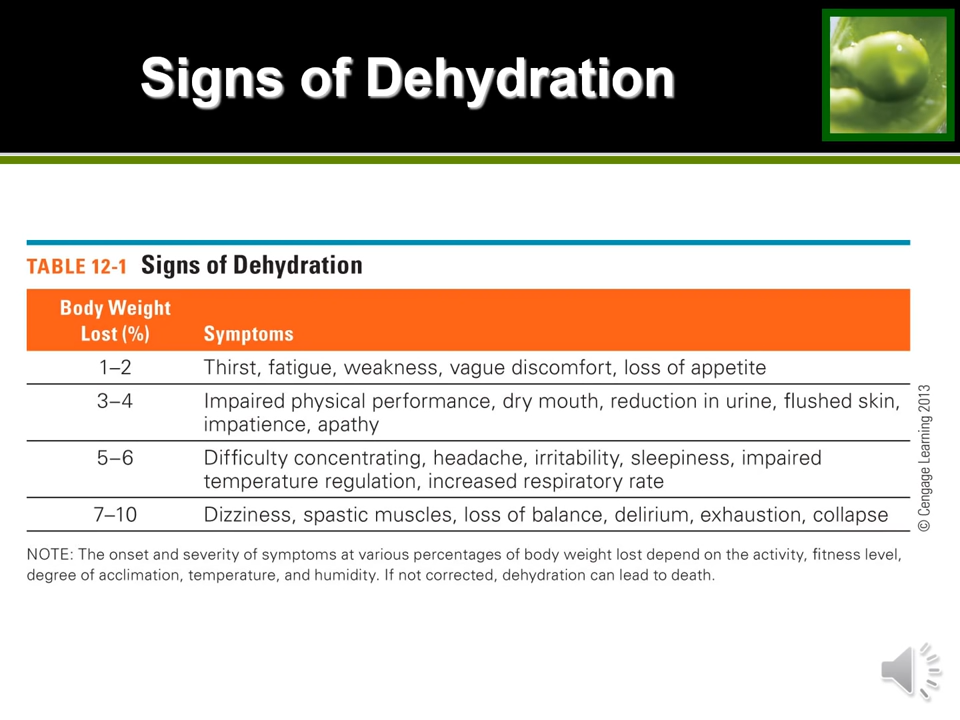 Signs of Dehydration
TABLE 12-1 Signs of Dehydration
Body Weight
Lost (%) Symptoms
1–2 Thirst, fatigue, weakness, vague discomfort, loss of appetite
3–4 Impaired physical performance, dry mouth, reduction in urine, flushed skin,
impatience, apathy
5–6 Difficulty concentrating, headache, irritability, sleepiness, impaired
temperature regulation, increased respiratory rate
7–10 Dizziness, spastic muscles, loss of balance, delirium, exhaustion, collapse
© Cengage Learning 2013
NOTE: The onset and severity of symptoms at various percentages of body weight lost depend on the activity, fitness level,
degree of acclimation, temperature, and humidity. If not corrected, dehydration can lead to death.